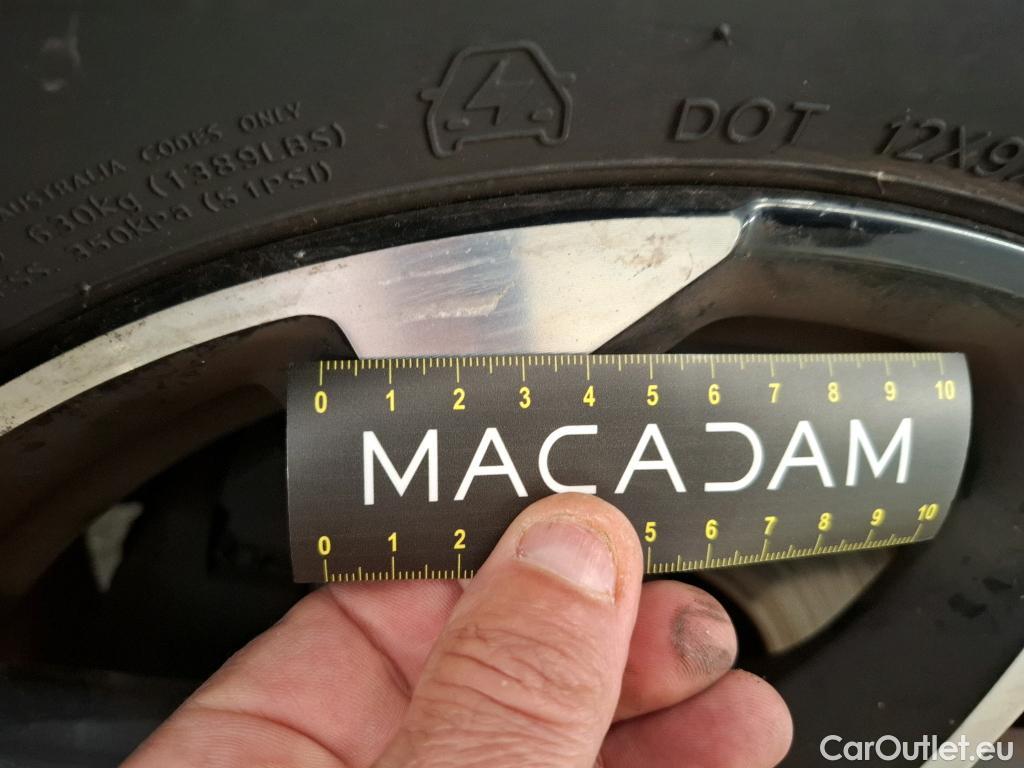 AUSTRALIA CODES ONLY
630kg (1389LBS)
350kPa (51PSI)
DOT 12X9
0 1 2 3 4 5 6 7 8 9 10
MACADAM
0 1 2 5 6 7 8 9 10
CarOutlet.eu